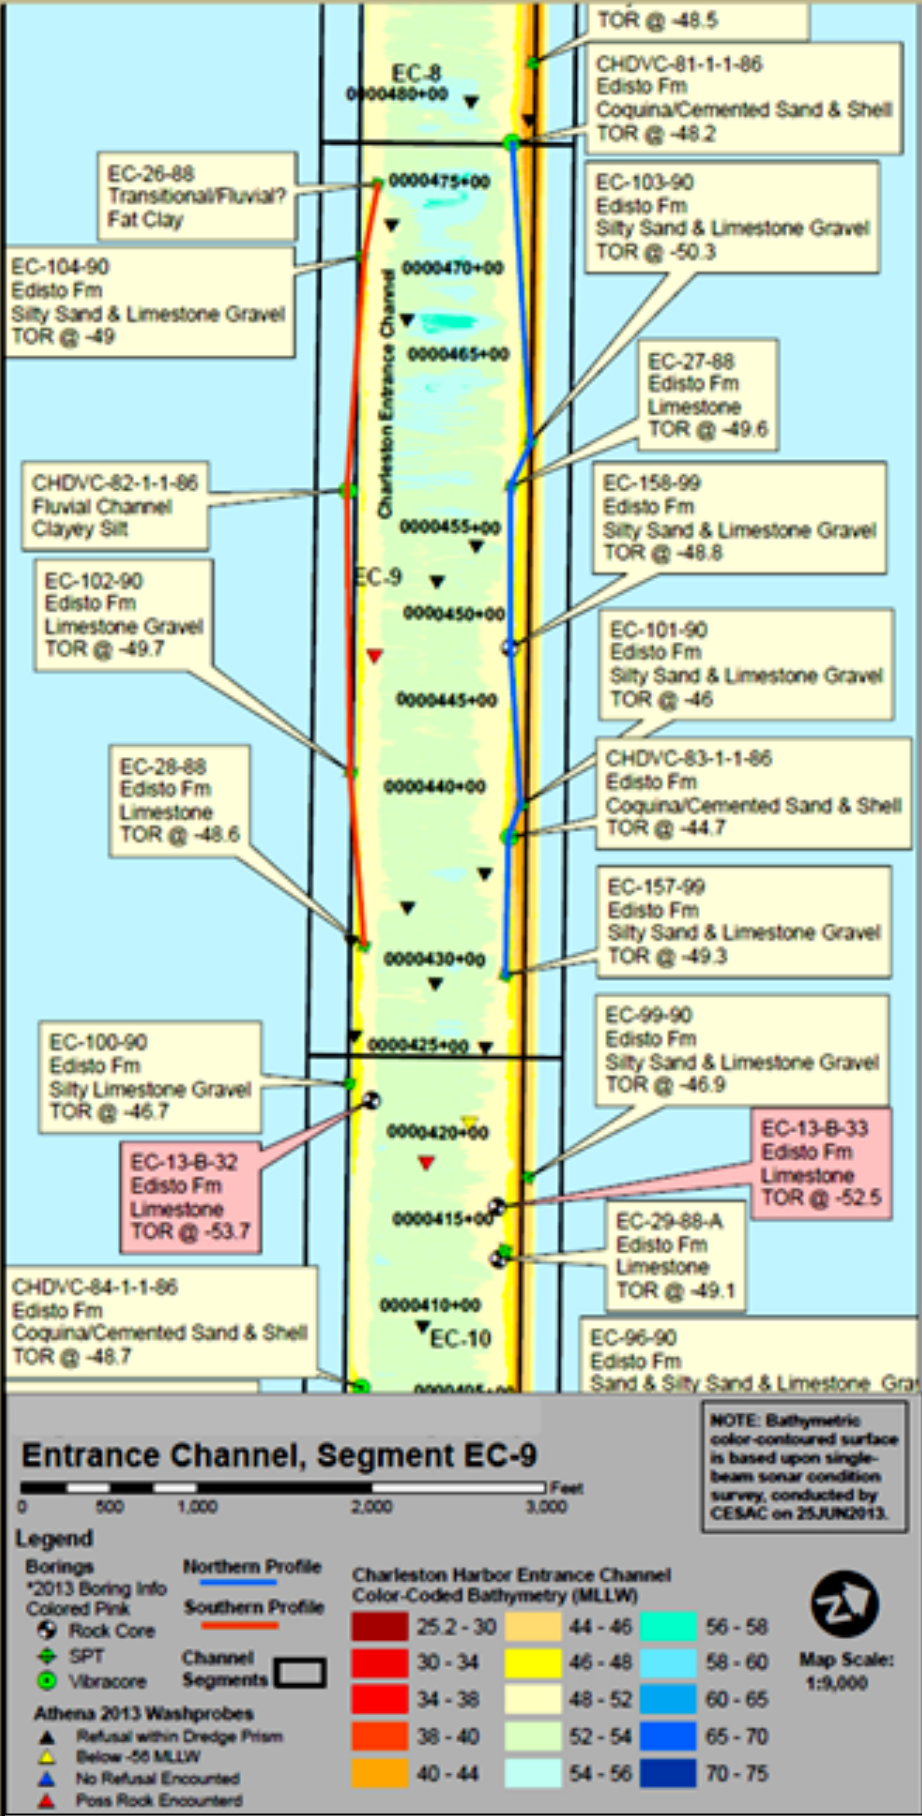 TOR @ -48.5
EC-8
0000480+00
CHDVC-81-1-1-86
Edisto Fm
Coquina/Cemented Sand & Shell
TOR @ -48.2
EC-26-88
Transitional/Fluvial?
Fat Clay
0000475+00
EC-103-90
Edisto Fm
Silty Sand & Limestone Gravel
TOR @ -50.3
EC-104-90
Edisto Fm
Silty Sand & Limestone Gravel
TOR @ -49
0000470+00
Charleston Entrance Channel
0000465+00
EC-27-88
Edisto Fm
Limestone
TOR @ -49.6
CHDVC-82-1-1-86
Fluvial Channel
Clayey Silt
EC-158-99
Edisto Fm
Silty Sand & Limestone Gravel
TOR @ -48.8
0000455+00
EC-9
EC-102-90
Edisto Fm
Limestone Gravel
TOR @ -49.7
0000450+00
EC-101-90
Edisto Fm
Silty Sand & Limestone Gravel
TOR @ -46
0000445+00
EC-28-88
Edisto Fm
Limestone
TOR @ -48.6
0000440+00
CHDVC-83-1-1-86
Edisto Fm
Coquina/Cemented Sand & Shell
TOR @ -44.7
EC-157-99
Edisto Fm
Silty Sand & Limestone Gravel
TOR @ -49.3
0000430+00
EC-100-90
Edisto Fm
Silty Limestone Gravel
TOR @ -46.7
0000425+00
EC-99-90
Edisto Fm
Silty Sand & Limestone Gravel
TOR @ -46.9
0000420+00
EC-13-B-32
Edisto Fm
Limestone
TOR @ -53.7
EC-13-B-33
Edisto Fm
Limestone
TOR @ -52.5
0000415+00
EC-29-88-A
Edisto Fm
Limestone
TOR @ -49.1
CHDVC-84-1-1-86
Edisto Fm
Coquina/Cemented Sand & Shell
TOR @ -48.7
0000410+00
EC-10
EC-96-90
Edisto Fm
Sand & Silty Sand & Limestone Gra
0000405+00
Entrance Channel, Segment EC-9
0 500 1,000 2,000 3,000 Feet
NOTE: Bathymetric
color-contoured surface
is based upon single-
beam sonar condition
survey, conducted by
CESAC on 25JUN2013.
Legend
Borings
*2013 Boring Info
Colored Pink
Rock Core
SPT
Vibracore
Northern Profile
Southern Profile
Channel
Segments
Athena 2013 Washprobes
Refusal within Dredge Prism
Below -56 MLLW
No Refusal Encounted
Poss Rock Encounterd
Charleston Harbor Entrance Channel
Color-Coded Bathymetry (MLLW)
25.2 - 30
30 - 34
34 - 38
38 - 40
40 - 44
44 - 46
46 - 48
48 - 52
52 - 54
54 - 56
56 - 58
58 - 60
60 - 65
65 - 70
70 - 75
N
Map Scale:
1:9,000